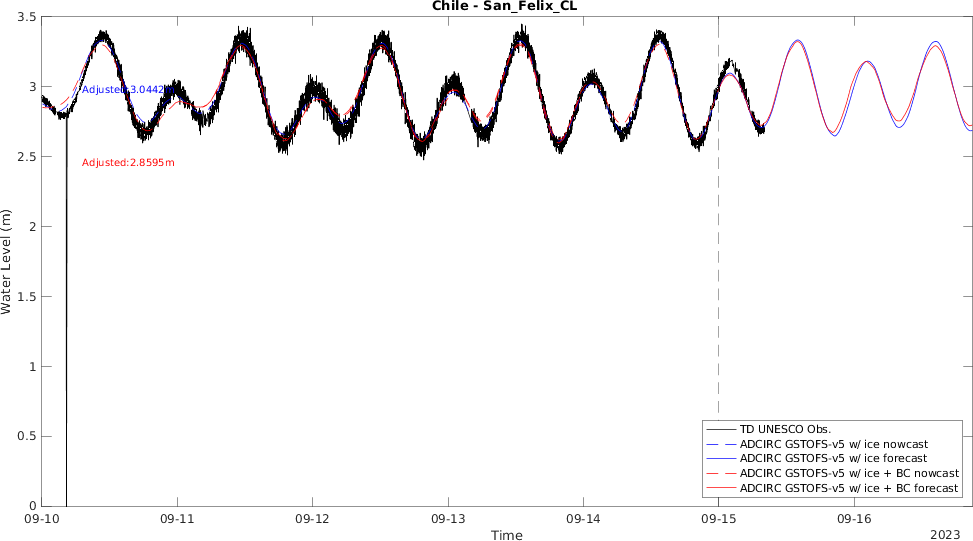 Chile - San_Felix_CL
3.5
3
2.5
2
1.5
1
0.5
0
Water Level (m)
Adjusted:3.0442m
Adjusted:2.8595m
TD UNESCO Obs.
ADCIRC GSTOFS-v5 w/ ice nowcast
ADCIRC GSTOFS-v5 w/ ice forecast
ADCIRC GSTOFS-v5 w/ ice + BC nowcast
ADCIRC GSTOFS-v5 w/ ice + BC forecast
09-10
09-11
09-12
09-13
09-14
09-15
09-16
Time
2023